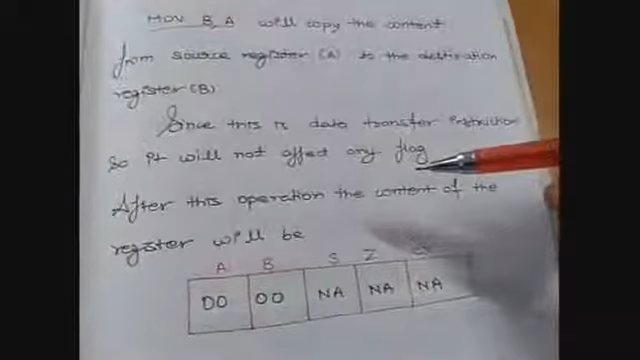 MOV B, A will copy the content
from source register (A) to the destination
register (B)
Since this is data transfer instruction
So it will not affect any flag
After this operation the content of the
register will be
A B S Z
00 00 NA NA NA